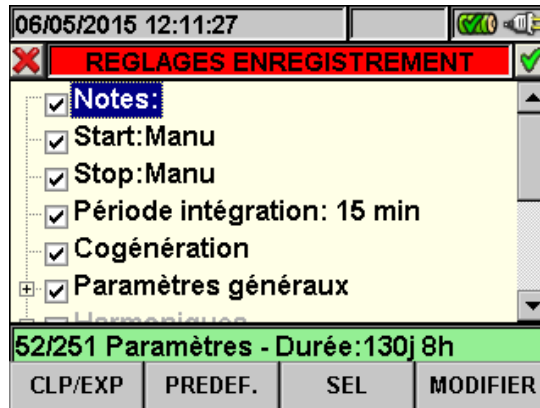 06/05/2015 12:11:27
REGLAGES ENREGISTREMENT
Notes:
Start:Manu
Stop:Manu
Période intégration: 15 min
Cogénération
Paramètres généraux
Harmoniques
52/251 Paramètres - Durée:130j 8h
CLP/EXP PREDEF. SEL MODIFIER